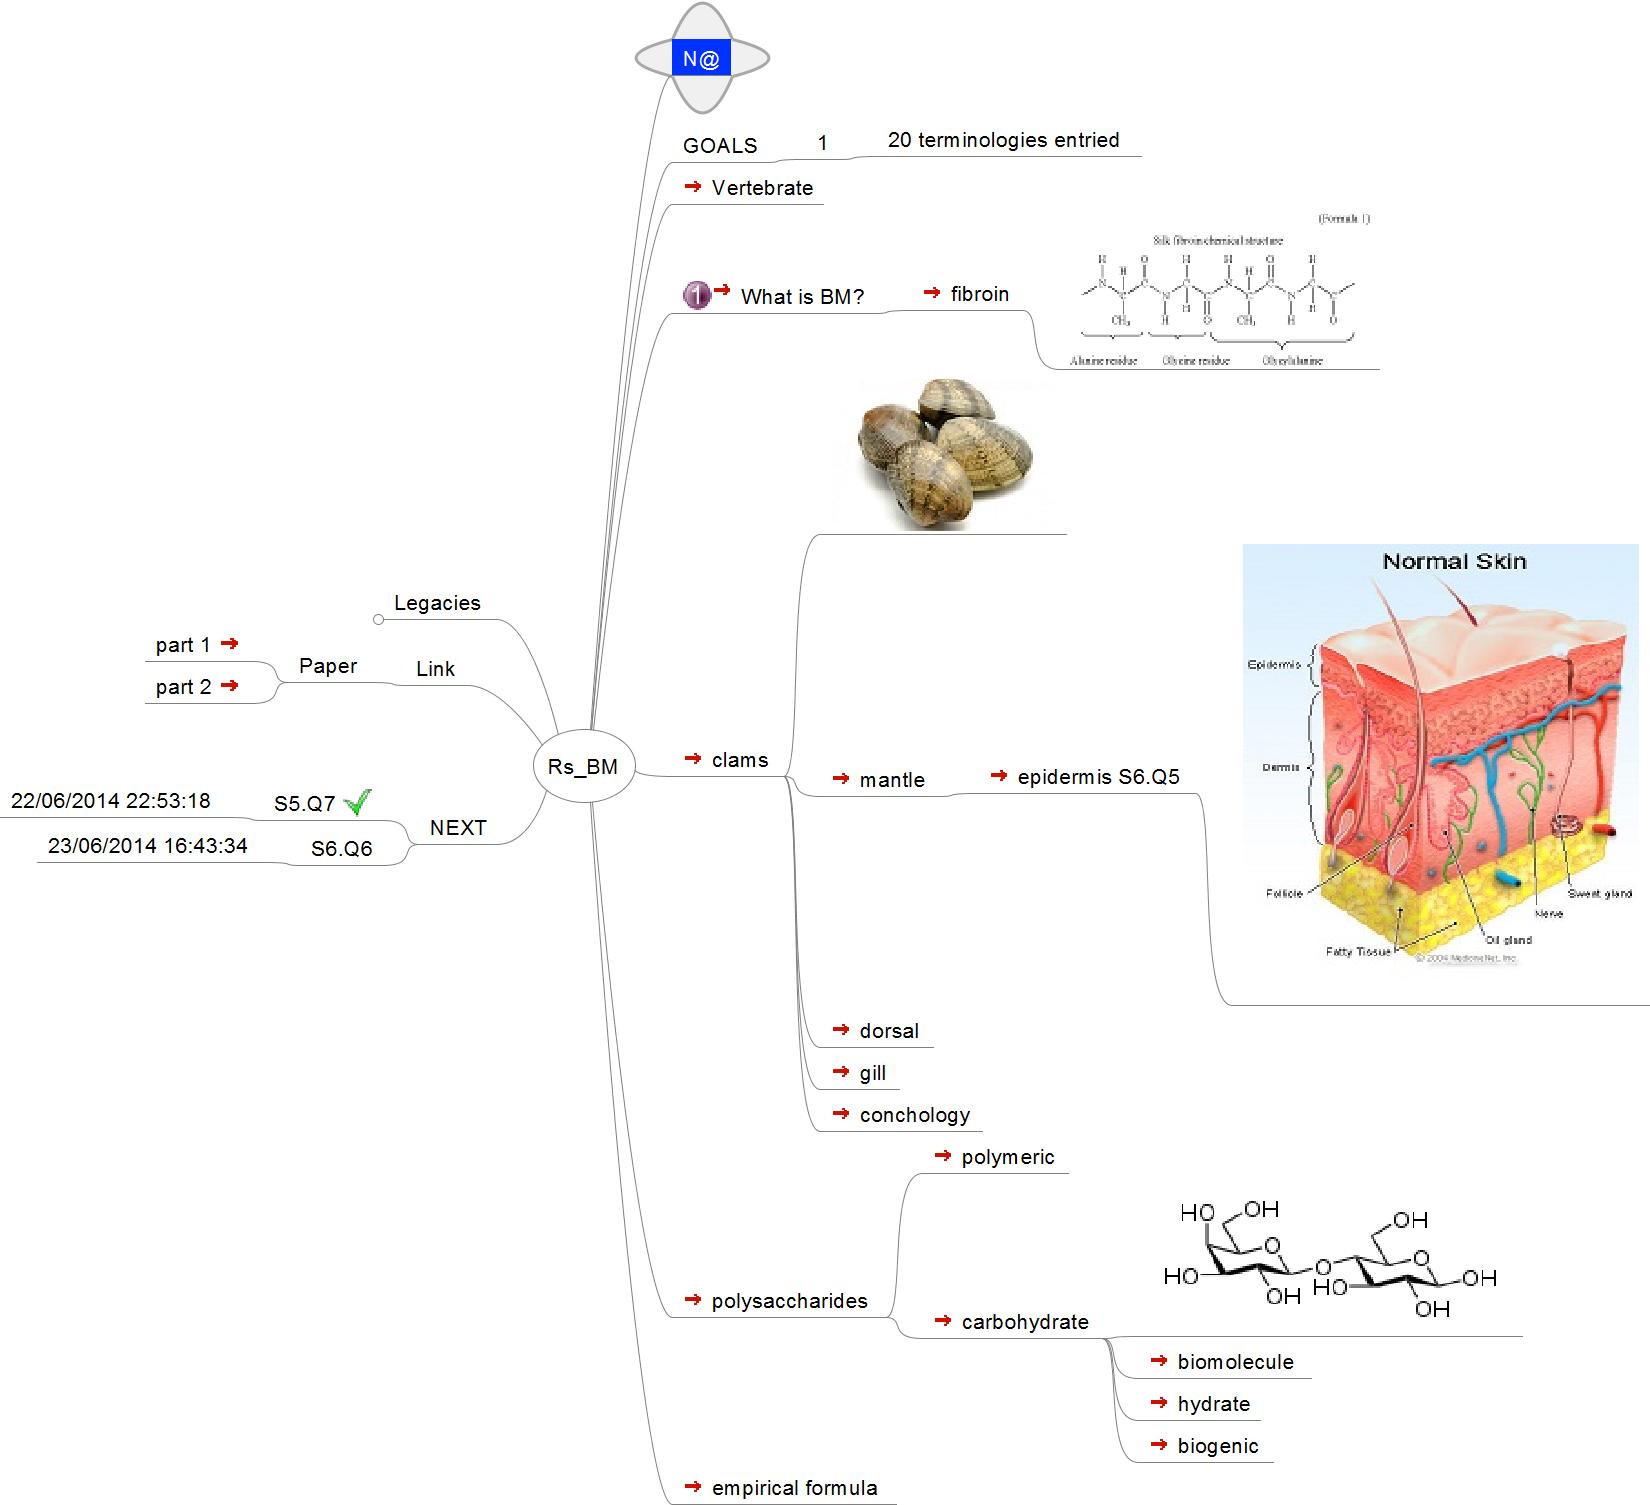 N@
GOALS
1
20 terminologies entried
Vertebrate
(Formula 1)
Silk fibroin chemical structure
1
What is BM?
fibroin
H
O
H
H
O
H
H
H
N
C
C
N
C
C
N
C
C
N
C
C
H
H
H
H
CH₃
O
CH₃
O
Alanine residue
Glycine residue
Glycylalanine
Normal Skin
Epidermis
Dermis
Follicle
Sweat gland
Nerve
Oil gland
Fatty Tissue
© 2004 MedicineNet, Inc.
Legacies
part 1
part 2
Paper
Link
Rs_BM
22/06/2014 22:53:18
S5.Q7
23/06/2014 16:43:34
S6.Q6
NEXT
clams
mantle
epidermis S6.Q5
dorsal
gill
conchology
polysaccharides
polymeric
carbohydrate
HO
OH
OH
O
O
HO
O
HO
OH
OH
OH
biomolecule
hydrate
biogenic
empirical formula